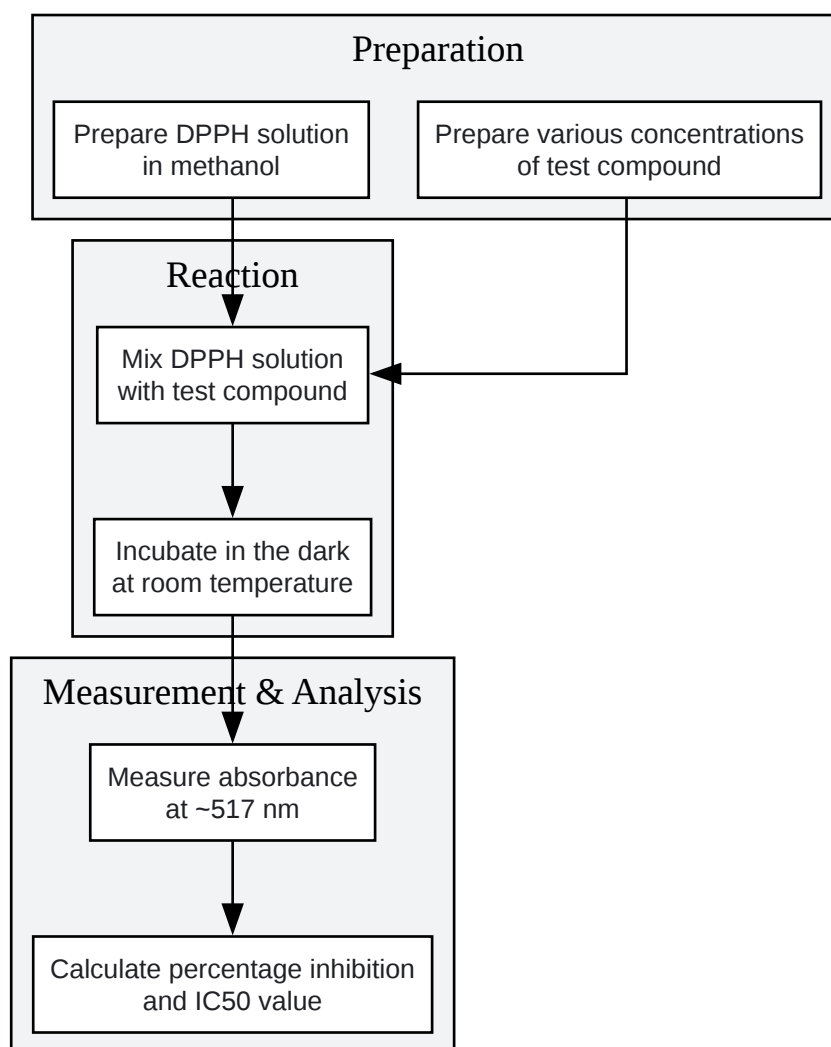 Preparation
Prepare DPPH solution
in methanol
Prepare various concentrations
of test compound
Reaction
Mix DPPH solution
with test compound
Incubate in the dark
at room temperature
Measurement & Analysis
Measure absorbance
at ~517 nm
Calculate percentage inhibition
and IC50 value